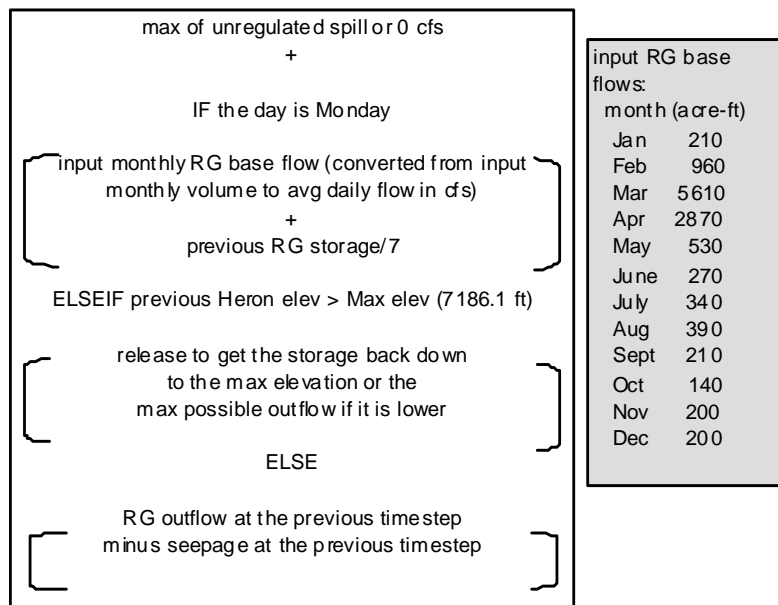 max of unregulated spill or 0 cfs
+
IF the day is Monday
input monthly RG base flow (converted from input
monthly volume to avg daily flow in cfs)
+
previous RG storage/7
ELSEIF previous Heron elev > Max elev (7186.1 ft)
release to get the storage back down
to the max elevation or the
max possible outflow if it is lower
ELSE
RG outflow at the previous timestep
minus seepage at the previous timestep
input RG base
flows:
month (acre-ft)
Jan 210
Feb 960
Mar 5610
Apr 2870
May 530
June 270
July 340
Aug 390
Sept 210
Oct 140
Nov 200
Dec 200